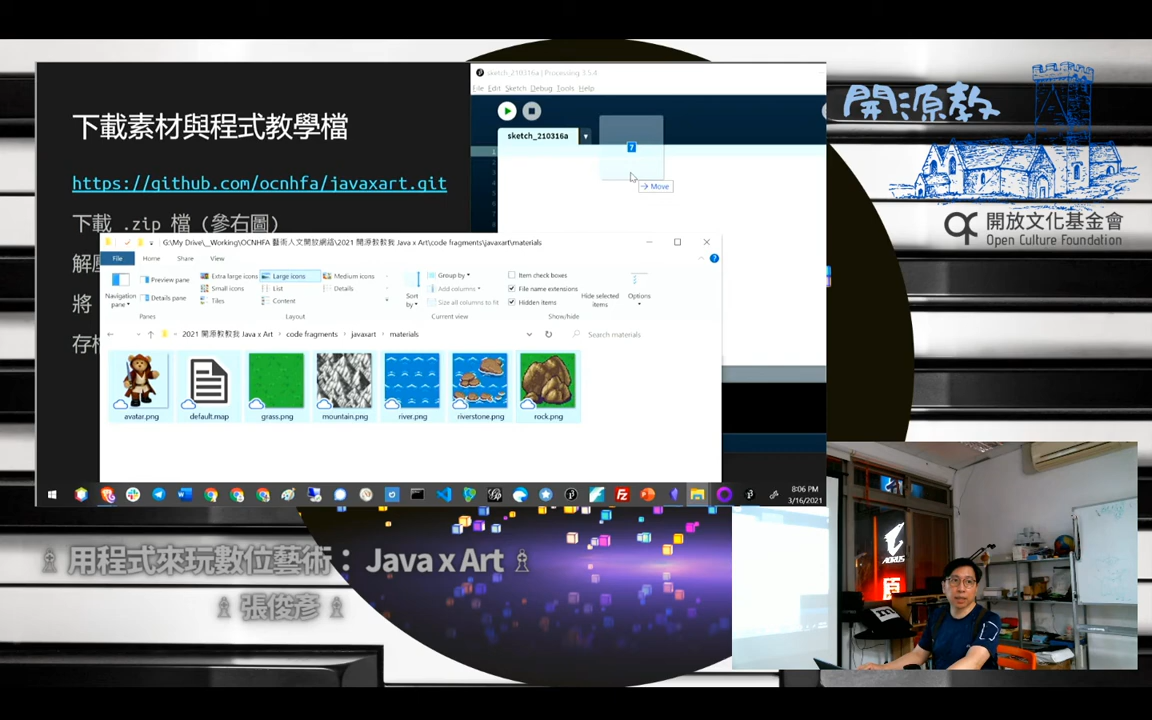 下載素材與程式教學檔
https://github.com/ocnhfa/javaxart.git
下載 .zip 檔 (參右圖)
解
將
存
sketch_210316a | Processing 3.5.4
File Edit Sketch Debug Tools Help
sketch_210316a
1
7
Move
G:\My Drive\__Working\OCNHFA 藝術人文開放網絡\2021 開源教教我 Java x Art\code fragments\javaxart\materials
File Home Share View
Navigation pane
Preview pane
Details pane
Panes
Extra large icons Large icons Medium icons
Small icons List Details
Tiles Content
Layout
Sort by
Group by
Add columns
Size all columns to fit
Current view
Item check boxes
File name extensions
Hidden items
Hide selected items
Show/hide
Options
2021 開源教教我 Java x Art code fragments javaxart materials
Search materials
avatar.png default.map grass.png mountain.png river.png riverstone.png rock.png
8:06 PM
3/16/2021
開源教
開放文化基金會
Open Culture Foundation
AORUS
用程式來玩數位藝術： Java x Art
張俊彥